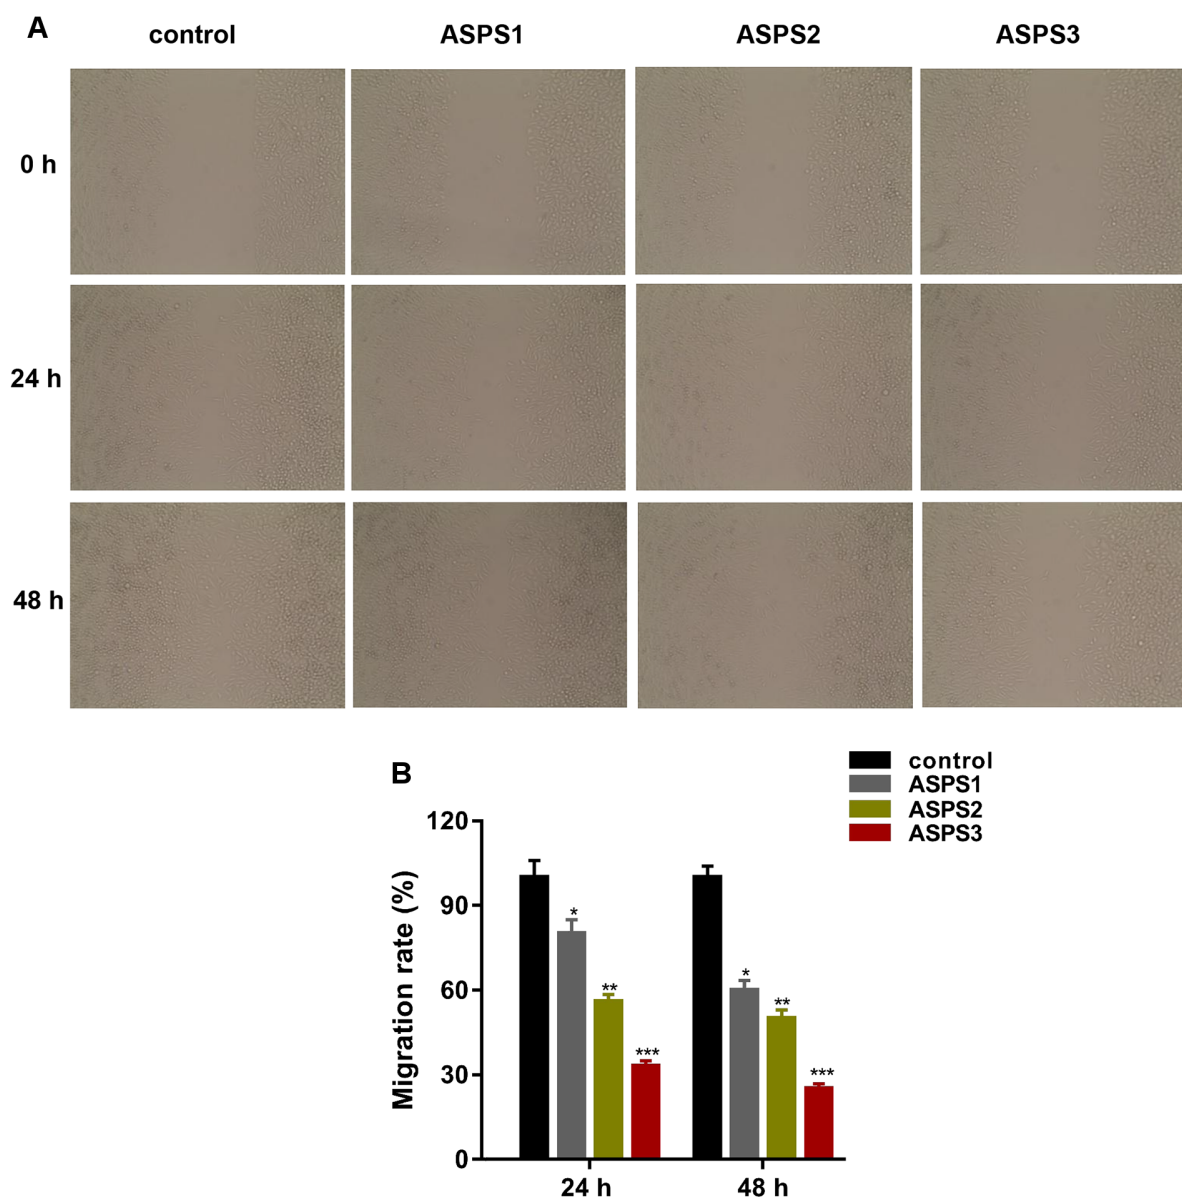 A
control ASPS1 ASPS2 ASPS3
0 h
24 h
48 h
B
control
ASPS1
ASPS2
ASPS3
Migration rate (%)
120
90
60
30
0
*
**
***
*
**
***
24 h 48 h